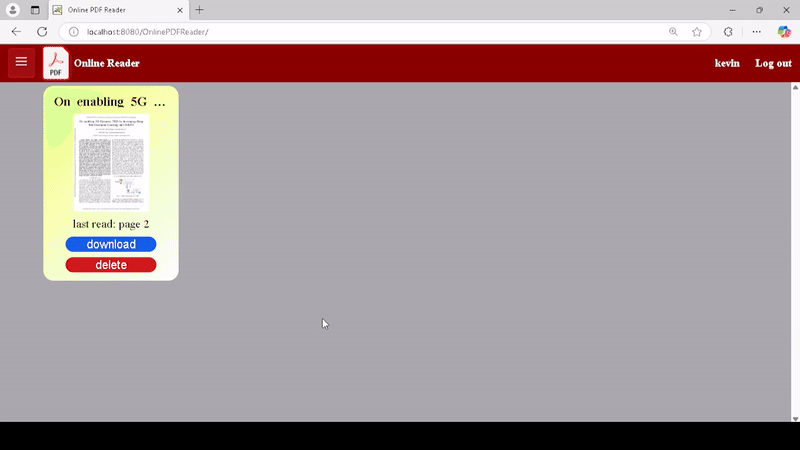 Online PDF Reader
localhost:8080/OnlinePDFReader/
PDF
Online Reader
kevin
Log out
On enabling 5G ...
last read: page 2
download
delete